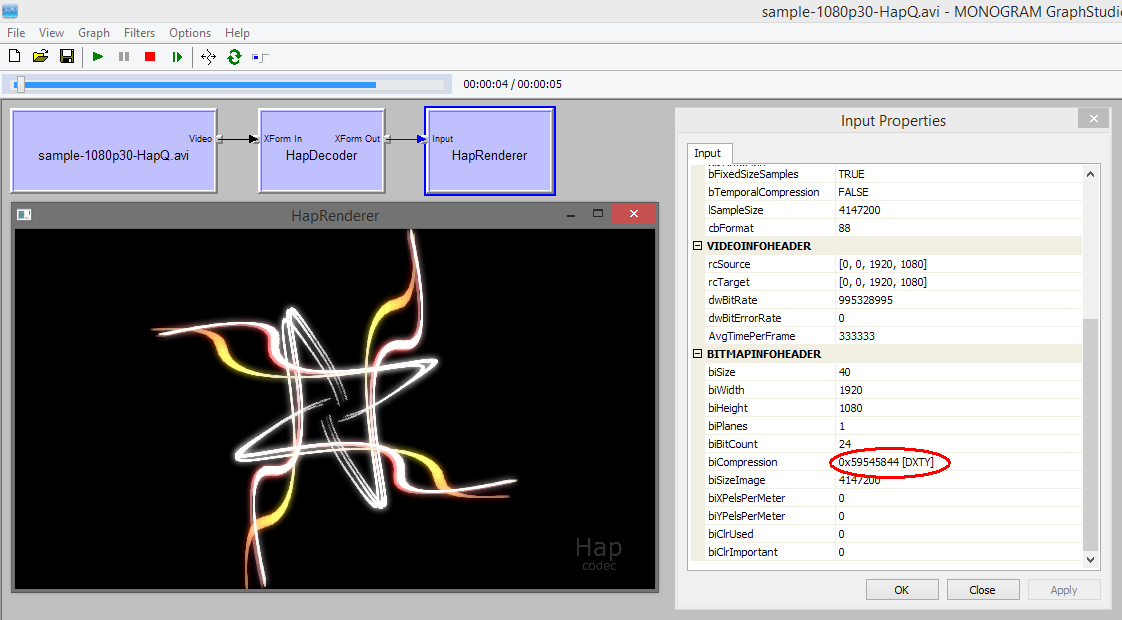 sample-1080p30-HapQ.avi - MONOGRAM GraphStudio
File View Graph Filters Options Help
00:00:04 / 00:00:05
Video
sample-1080p30-HapQ.avi
XForm In XForm Out
HapDecoder
Input
HapRenderer
HapRenderer
Hap
codec
Input Properties
Input
bFixedSizeSamples TRUE
bTemporalCompression FALSE
lSampleSize 4147200
cbFormat 88
VIDEOINFOHEADER
rcSource [0, 0, 1920, 1080]
rcTarget [0, 0, 1920, 1080]
dwBitRate 995328995
dwBitErrorRate 0
AvgTimePerFrame 333333
BITMAPINFOHEADER
biSize 40
biWidth 1920
biHeight 1080
biPlanes 1
biBitCount 24
biCompression 0x59545844 [DXTY]
biSizeImage 4147200
biXPelsPerMeter 0
biYPelsPerMeter 0
biClrUsed 0
biClrImportant 0
OK Close Apply